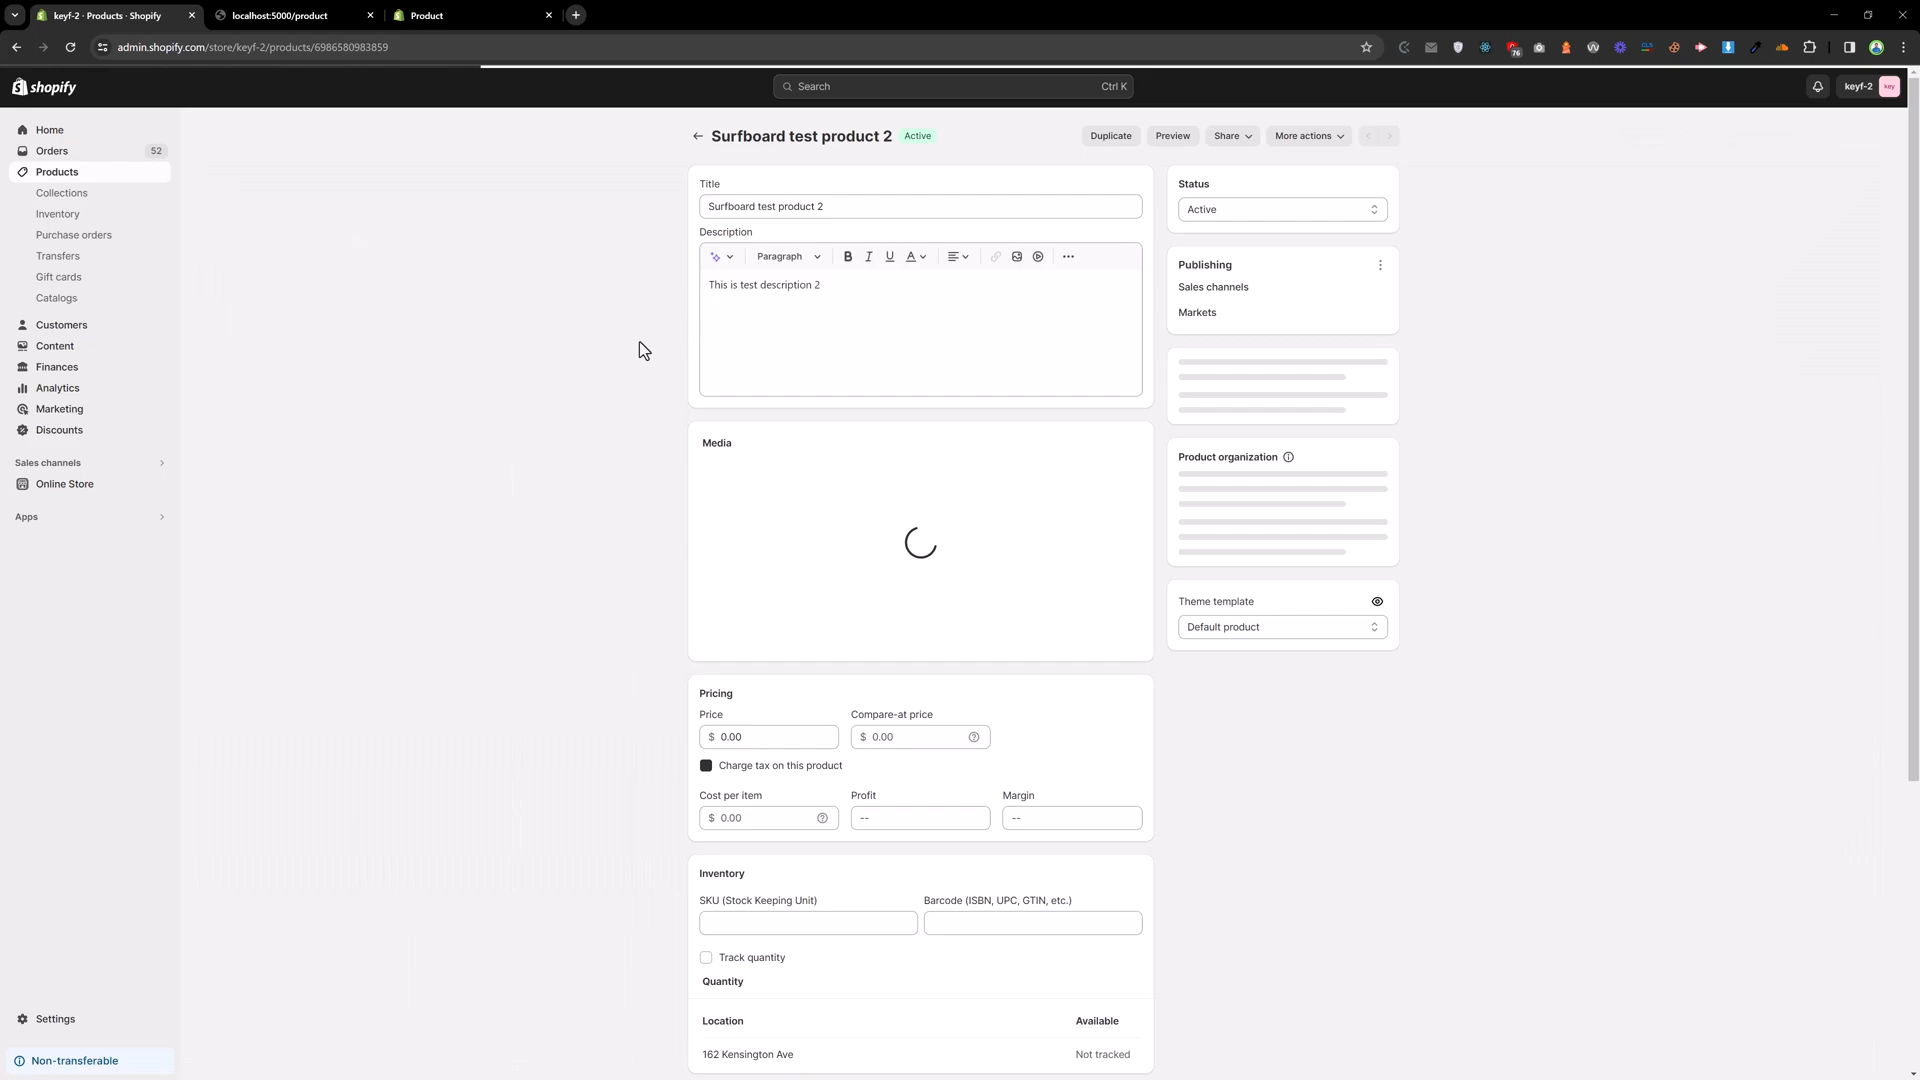 keyf-2 · Products · Shopify
localhost:5000/product
Product
admin.shopify.com/store/keyf-2/products/6986580983859
76
CLS
shopify
Search
Ctrl K
keyf-2
key
Home
Orders
52
Products
Collections
Inventory
Purchase orders
Transfers
Gift cards
Catalogs
Customers
Content
Finances
Analytics
Marketing
Discounts
Sales channels
Online Store
Apps
Settings
Non-transferable
Surfboard test product 2
Active
Duplicate
Preview
Share
More actions
Title
Surfboard test product 2
Description
Paragraph
B
I
U
A
This is test description 2
Media
Pricing
Price
Compare-at price
$ 0.00
$ 0.00
Charge tax on this product
Cost per item
Profit
Margin
$ 0.00
--
--
Inventory
SKU (Stock Keeping Unit)
Barcode (ISBN, UPC, GTIN, etc.)
Track quantity
Quantity
Location
Available
162 Kensington Ave
Not tracked
Status
Active
Publishing
Sales channels
Markets
Product organization
Theme template
Default product